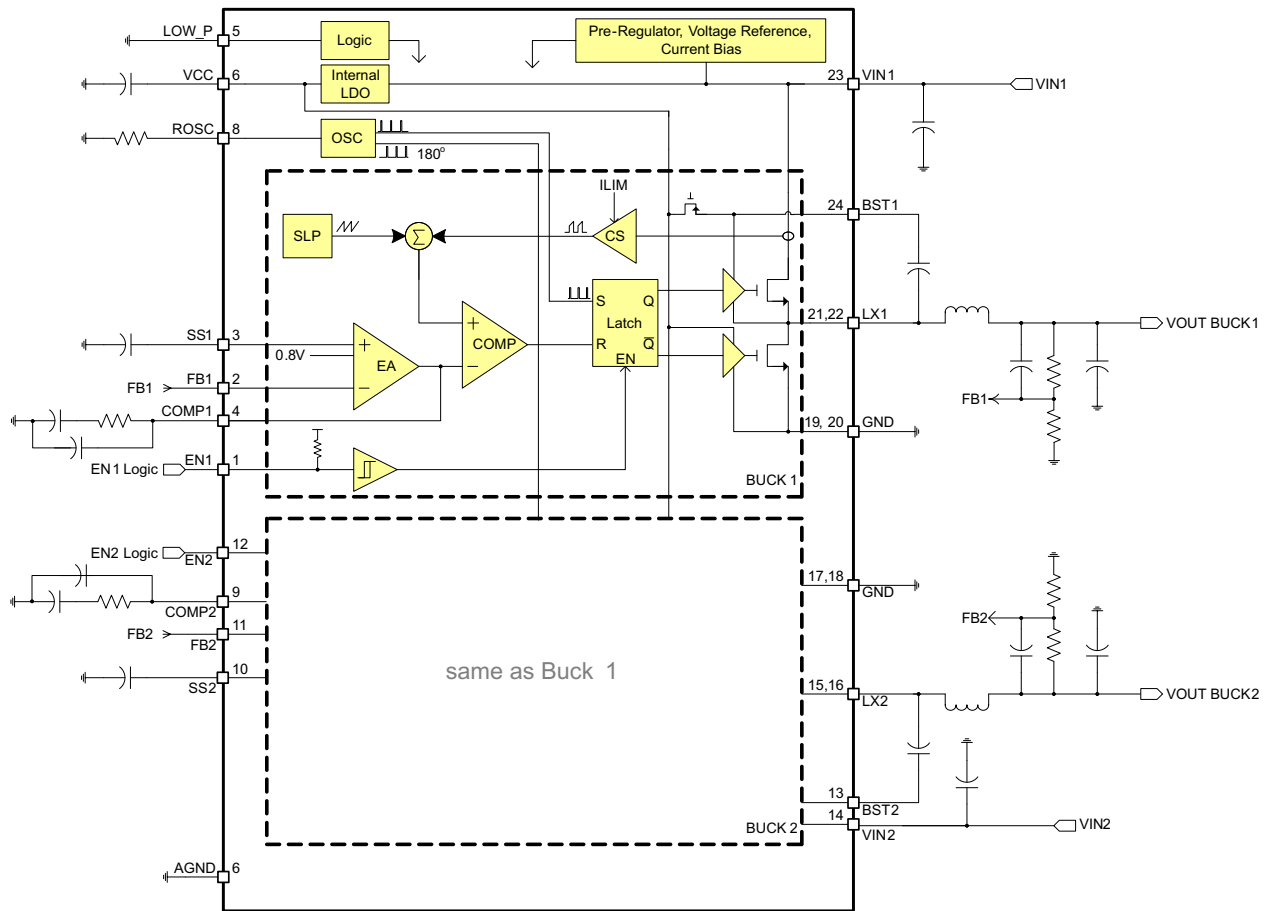 LOW_P
5
Logic
Pre-Regulator, Voltage Reference,
Current Bias
VCC
6
Internal
LDO
23
VIN1
VIN1
ROSC
8
OSC
180°
ILIM
24
BST1
SLP
Σ
CS
S
Q
Latch
R
Q̅
EN
21,22
LX1
VOUT BUCK1
SS1
3
+
0.8V
EA
−
+
COMP
−
FB1
FB1
2
FB1
COMP1
4
19, 20
GND
EN1 Logic
EN1
1
BUCK 1
EN2 Logic
12
EN2
17,18
GND
9
COMP2
FB2
11
FB2
FB2
10
SS2
same as Buck 1
15,16
LX2
VOUT BUCK2
13
BST2
14
VIN2
VIN2
BUCK 2
AGND
6